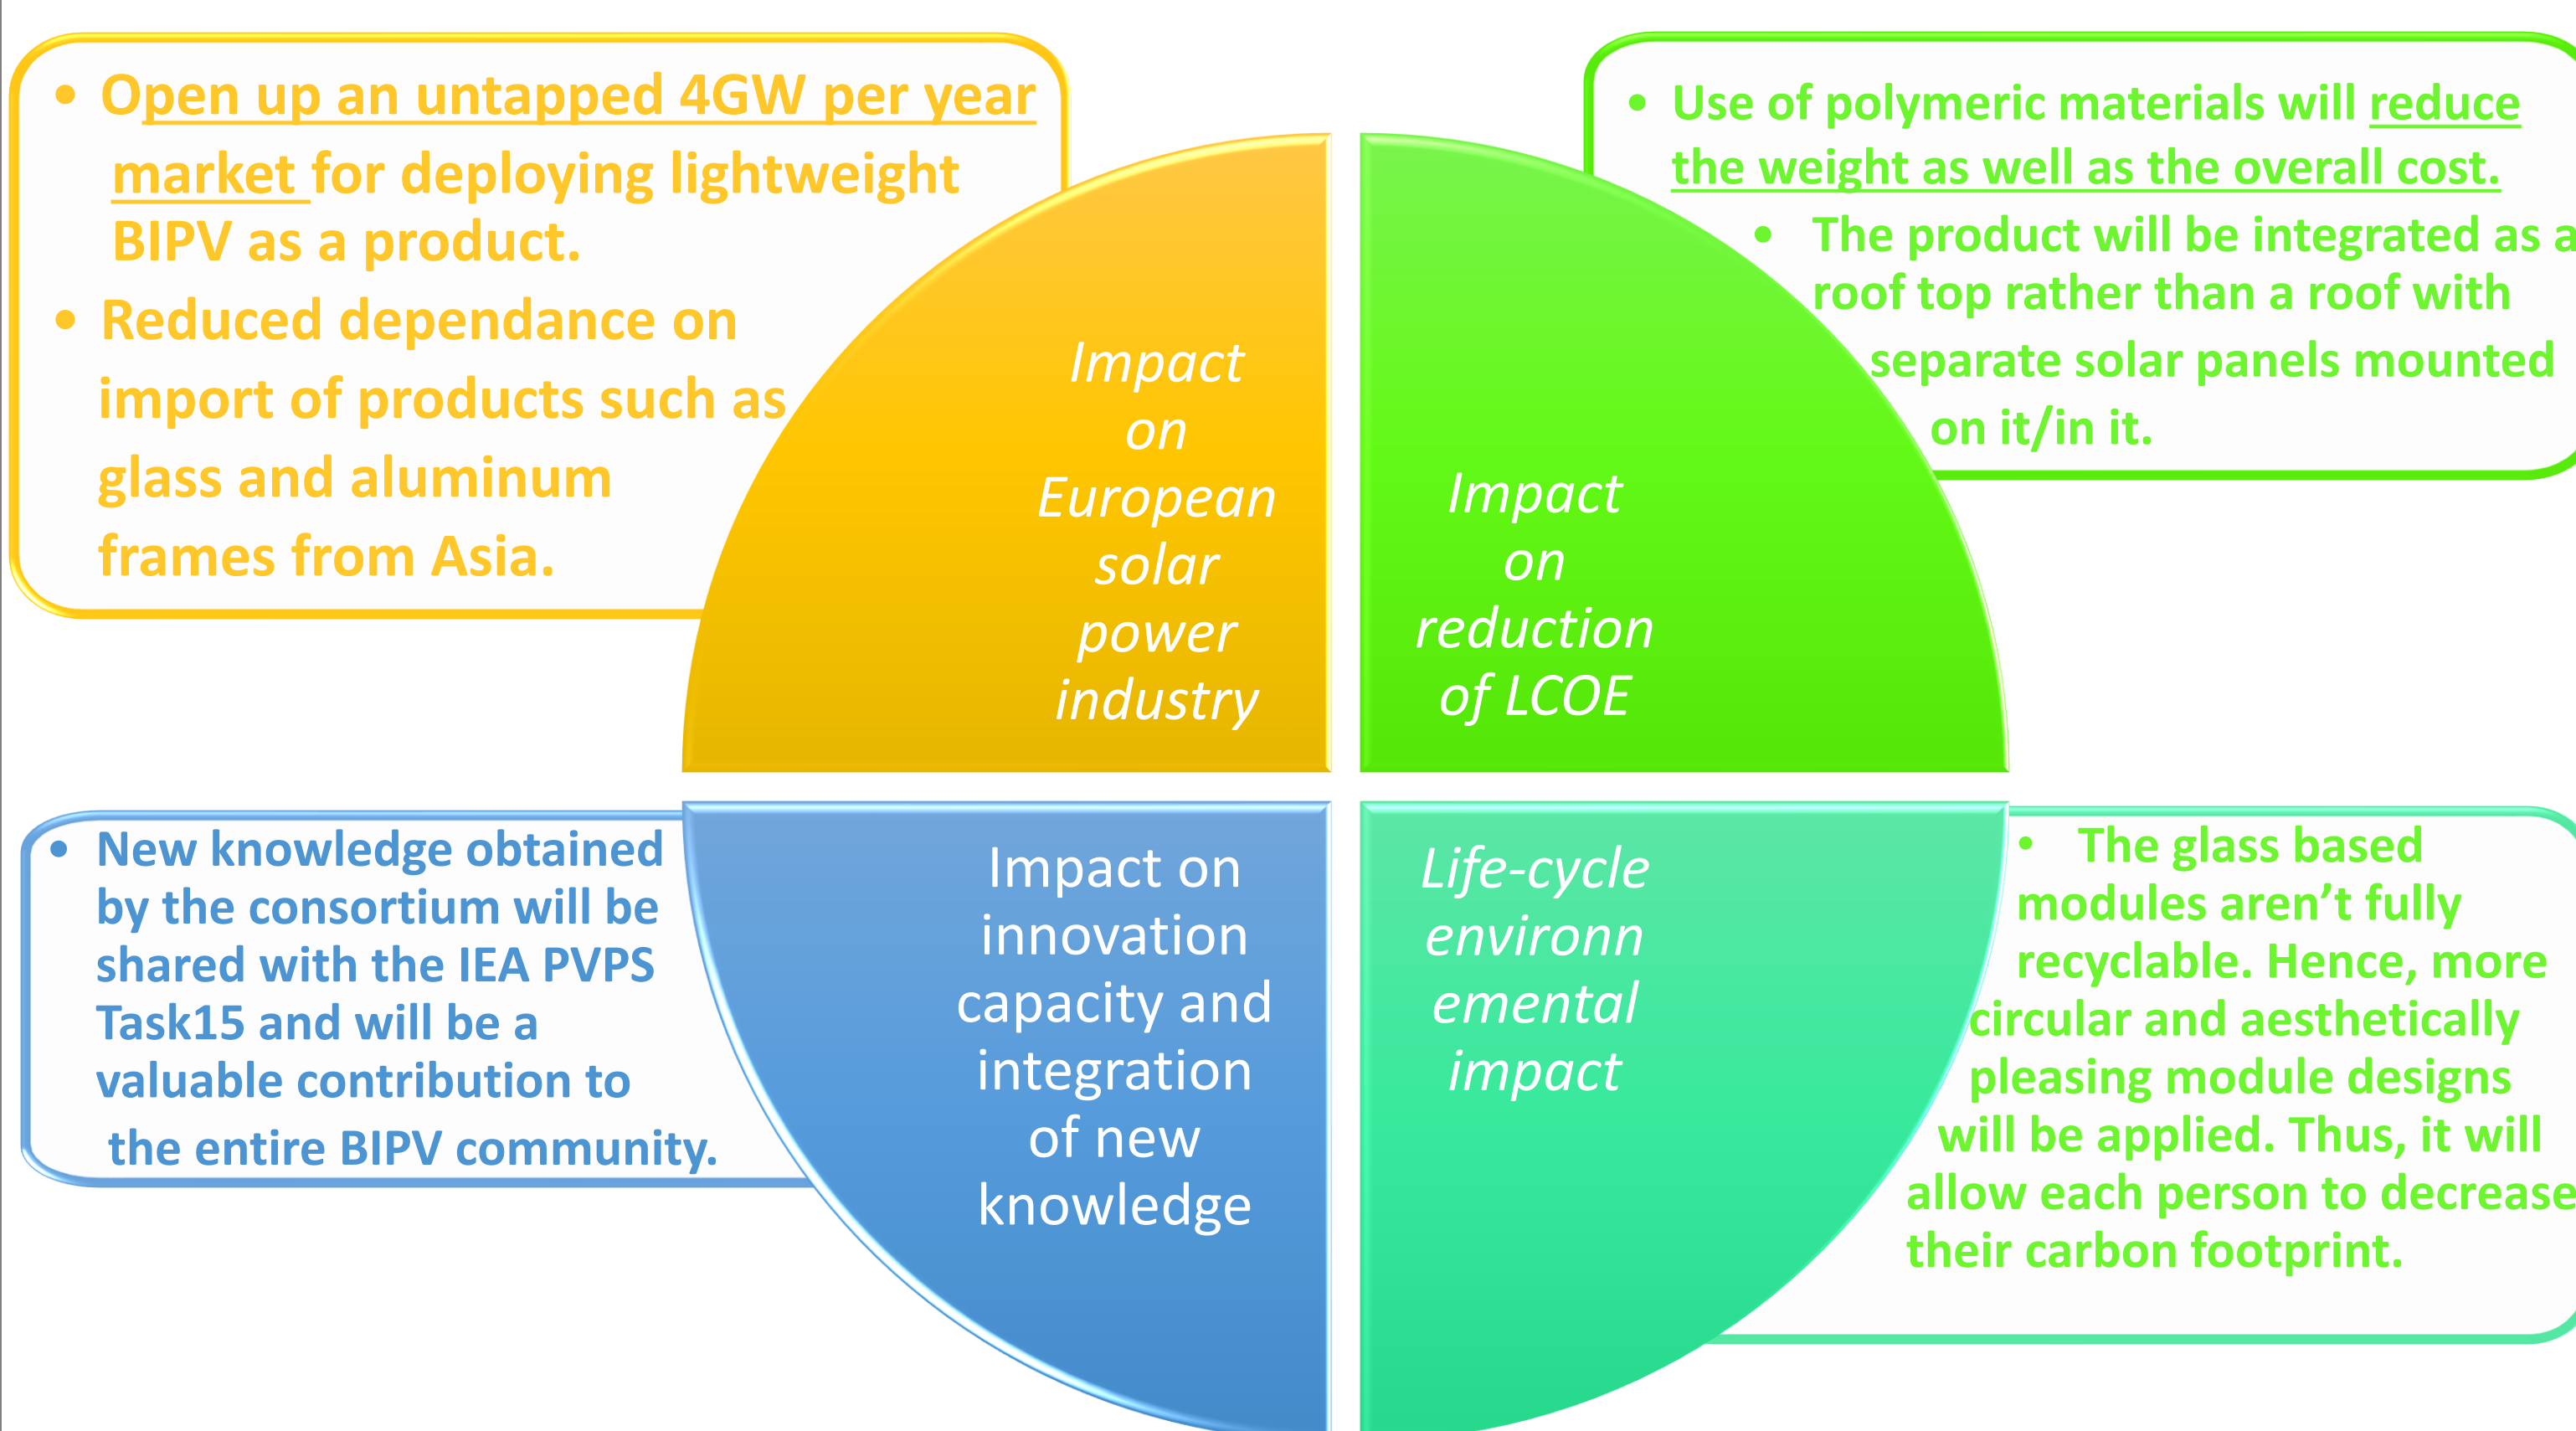 • Open up an untapped 4GW per year
market for deploying lightweight
BIPV as a product.
• Reduced dependance on
import of products such as
glass and aluminum
frames from Asia.
Impact
on
European
solar
power
industry
• Use of polymeric materials will reduce
the weight as well as the overall cost.
• The product will be integrated as a
roof top rather than a roof with
separate solar panels mounted
on it/in it.
Impact
on
reduction
of LCOE
• New knowledge obtained
by the consortium will be
shared with the IEA PVPS
Task15 and will be a
valuable contribution to
the entire BIPV community.
Impact on
innovation
capacity and
integration
of new
knowledge
Life-cycle
environn
emental
impact
• The glass based
modules aren’t fully
recyclable. Hence, more
circular and aesthetically
pleasing module designs
will be applied. Thus, it will
allow each person to decrease
their carbon footprint.